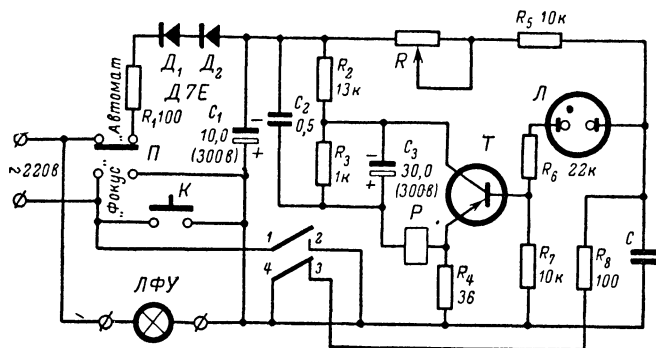 R5 10к
Д1 Д2
Д7Е
R
R2
13к
Л
„Автомат"
R1 100
C1
10,0
(300в)
C2
0,5
C3
30,0
(300в)
T
П
R3
1к
R6
22к
~220в
„Фокус"
К
P
1 2
4 3
R4
36
R7
10к
R8
100
C
ЛФУ